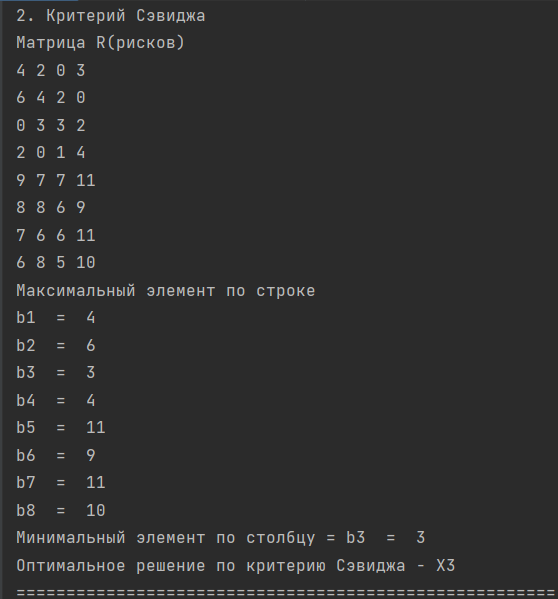 2. Критерий Сэвиджа
Матрица R(рисков)
4 2 0 3
6 4 2 0
0 3 3 2
2 0 1 4
9 7 7 11
8 8 6 9
7 6 6 11
6 8 5 10
Максимальный элемент по строке
b1  =  4
b2  =  6
b3  =  3
b4  =  4
b5  =  11
b6  =  9
b7  =  11
b8  =  10
Минимальный элемент по столбцу = b3  =  3
Оптимальное решение по критерию Сэвиджа - X3
======================================================